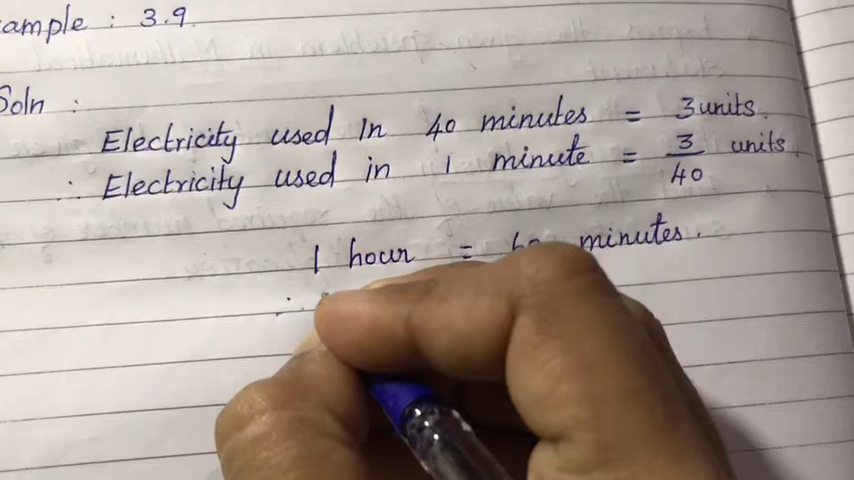 ample : 3.9
Soln :
Electricity used in 40 minutes = 3 units.
∴ Electricity used in 1 minute = 3/40 units.
1 hour = 60 minutes.
∴